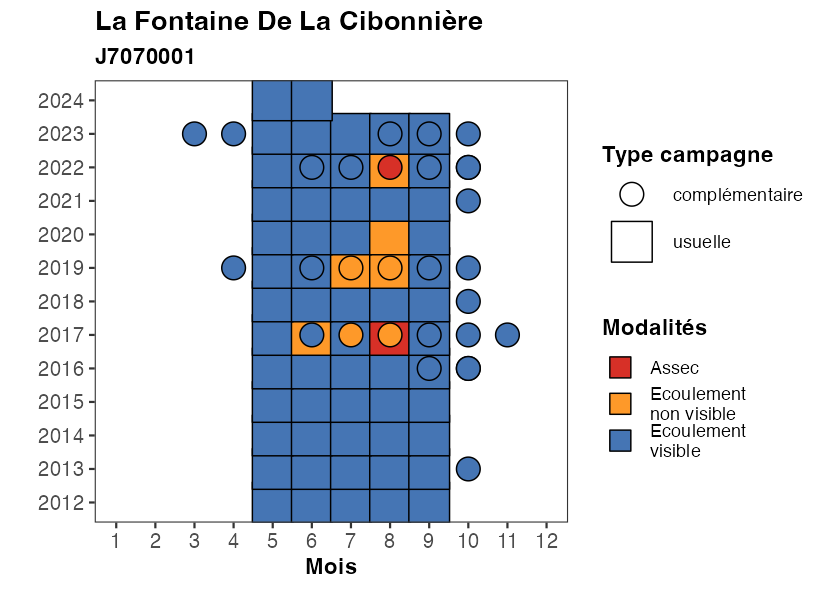 La Fontaine De La Cibonnière
J7070001
2024
2023
2022
2021
2020
2019
2018
2017
2016
2015
2014
2013
2012
1 2 3 4 5 6 7 8 9 10 11 12
Mois
Type campagne
complémentaire
usuelle
Modalités
Assec
Ecoulement
non visible
Ecoulement
visible